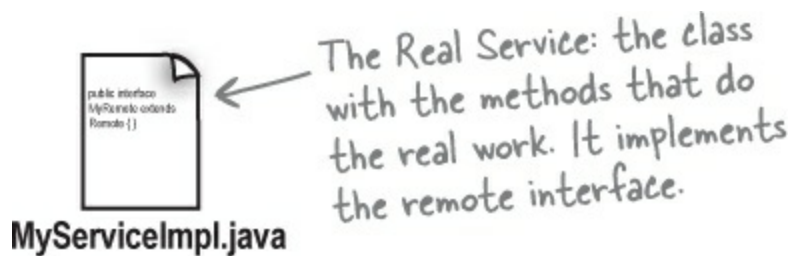 public interface
MyRemote extends
Remote { }
The Real Service: the class
with the methods that do
the real work. It implements
the remote interface.
MyServiceImpl.java